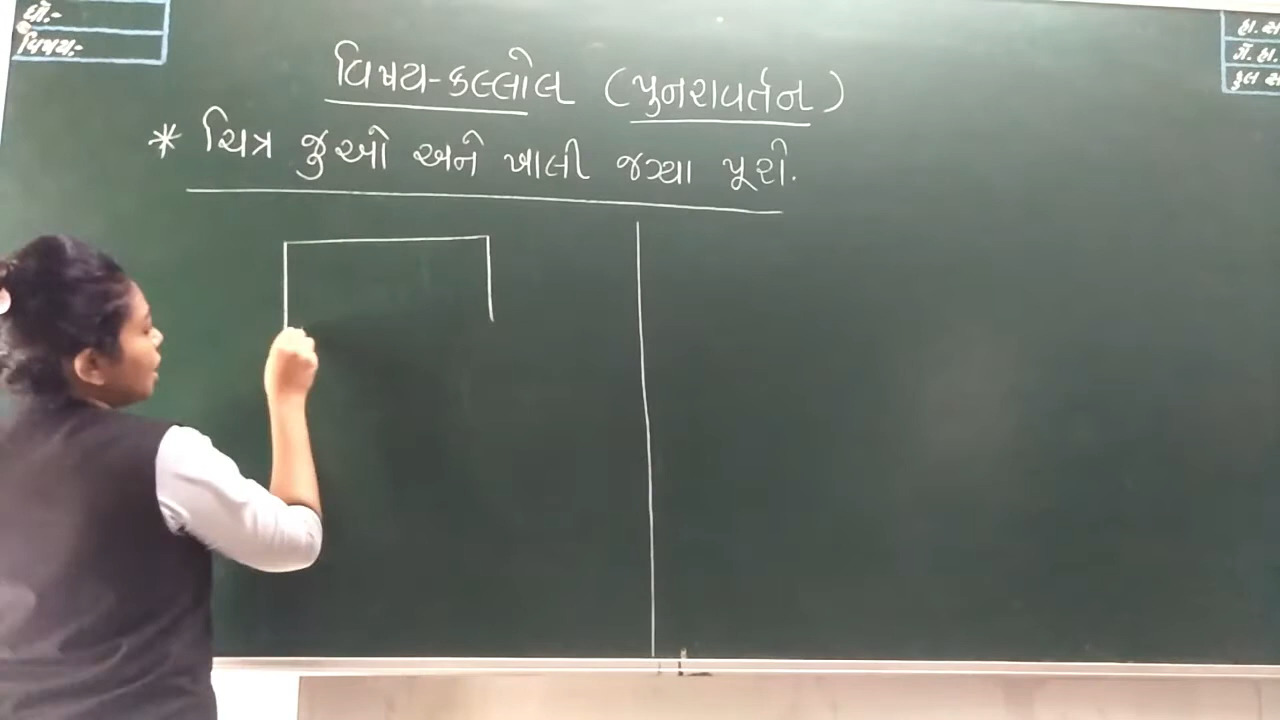 ધો.-
વિષય:-
વિષય-કલ્લોલ (પુનરાવર્તન)
* ચિત્ર જુઓ અને ખાલી જગ્યા પૂરો.
હા.
ગે. હા.
કુલ